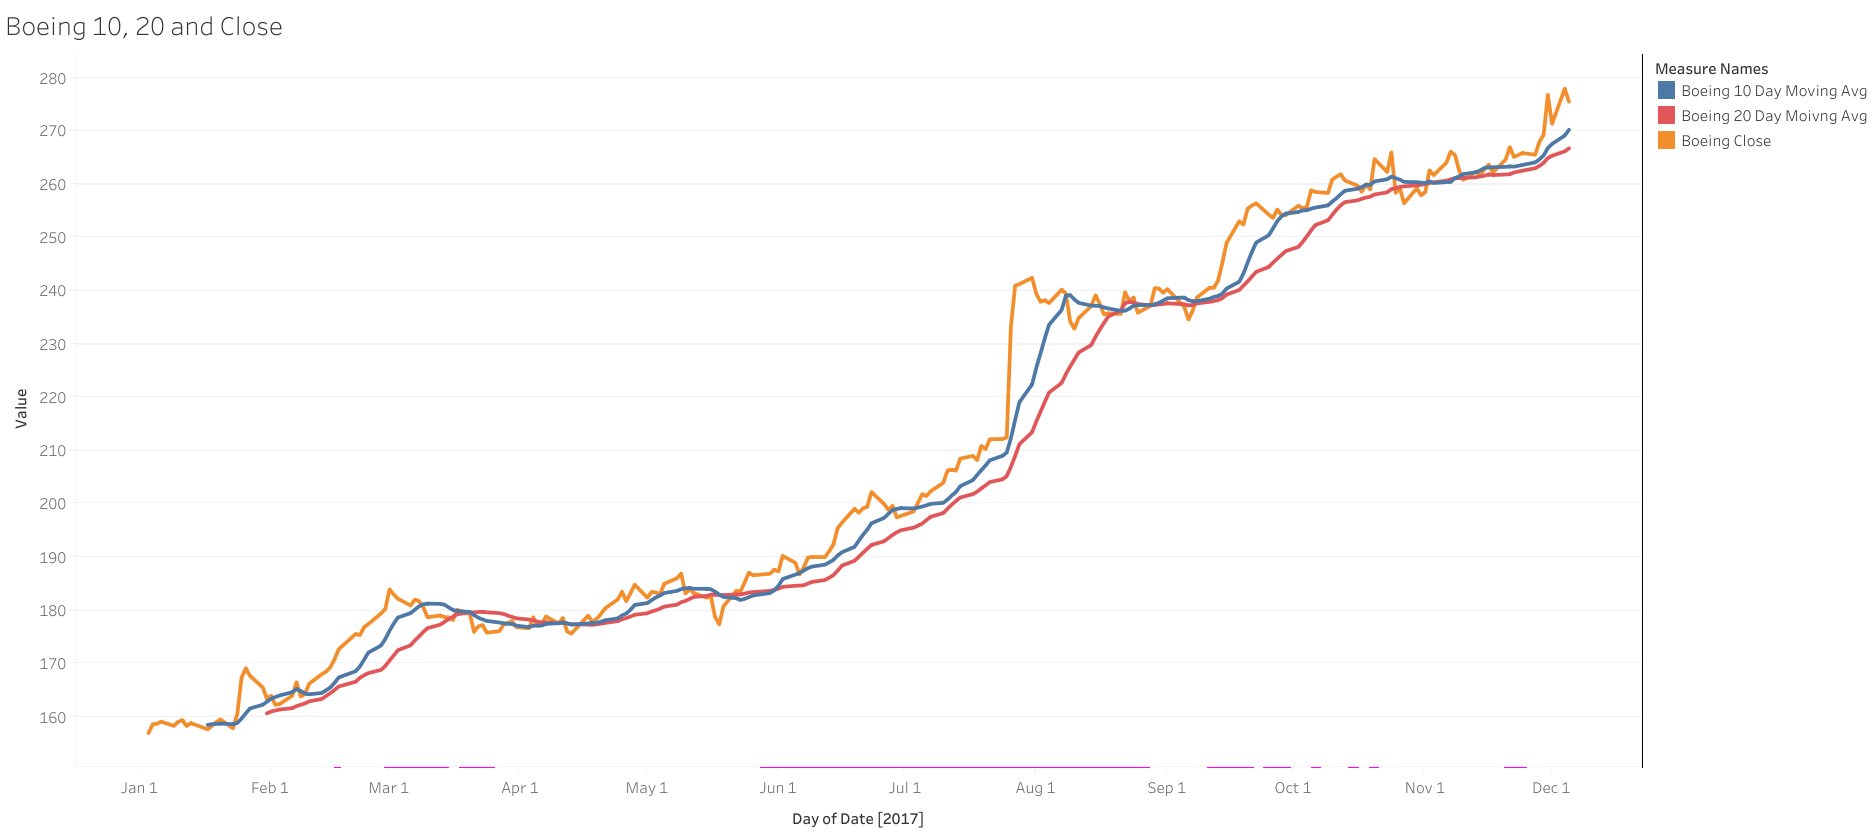 Boeing 10, 20 and Close
Measure Names
Boeing 10 Day Moving Avg
Boeing 20 Day Moivng Avg
Boeing Close
Value
280
270
260
250
240
230
220
210
200
190
180
170
160
Jan 1 Feb 1 Mar 1 Apr 1 May 1 Jun 1 Jul 1 Aug 1 Sep 1 Oct 1 Nov 1 Dec 1
Day of Date [2017]